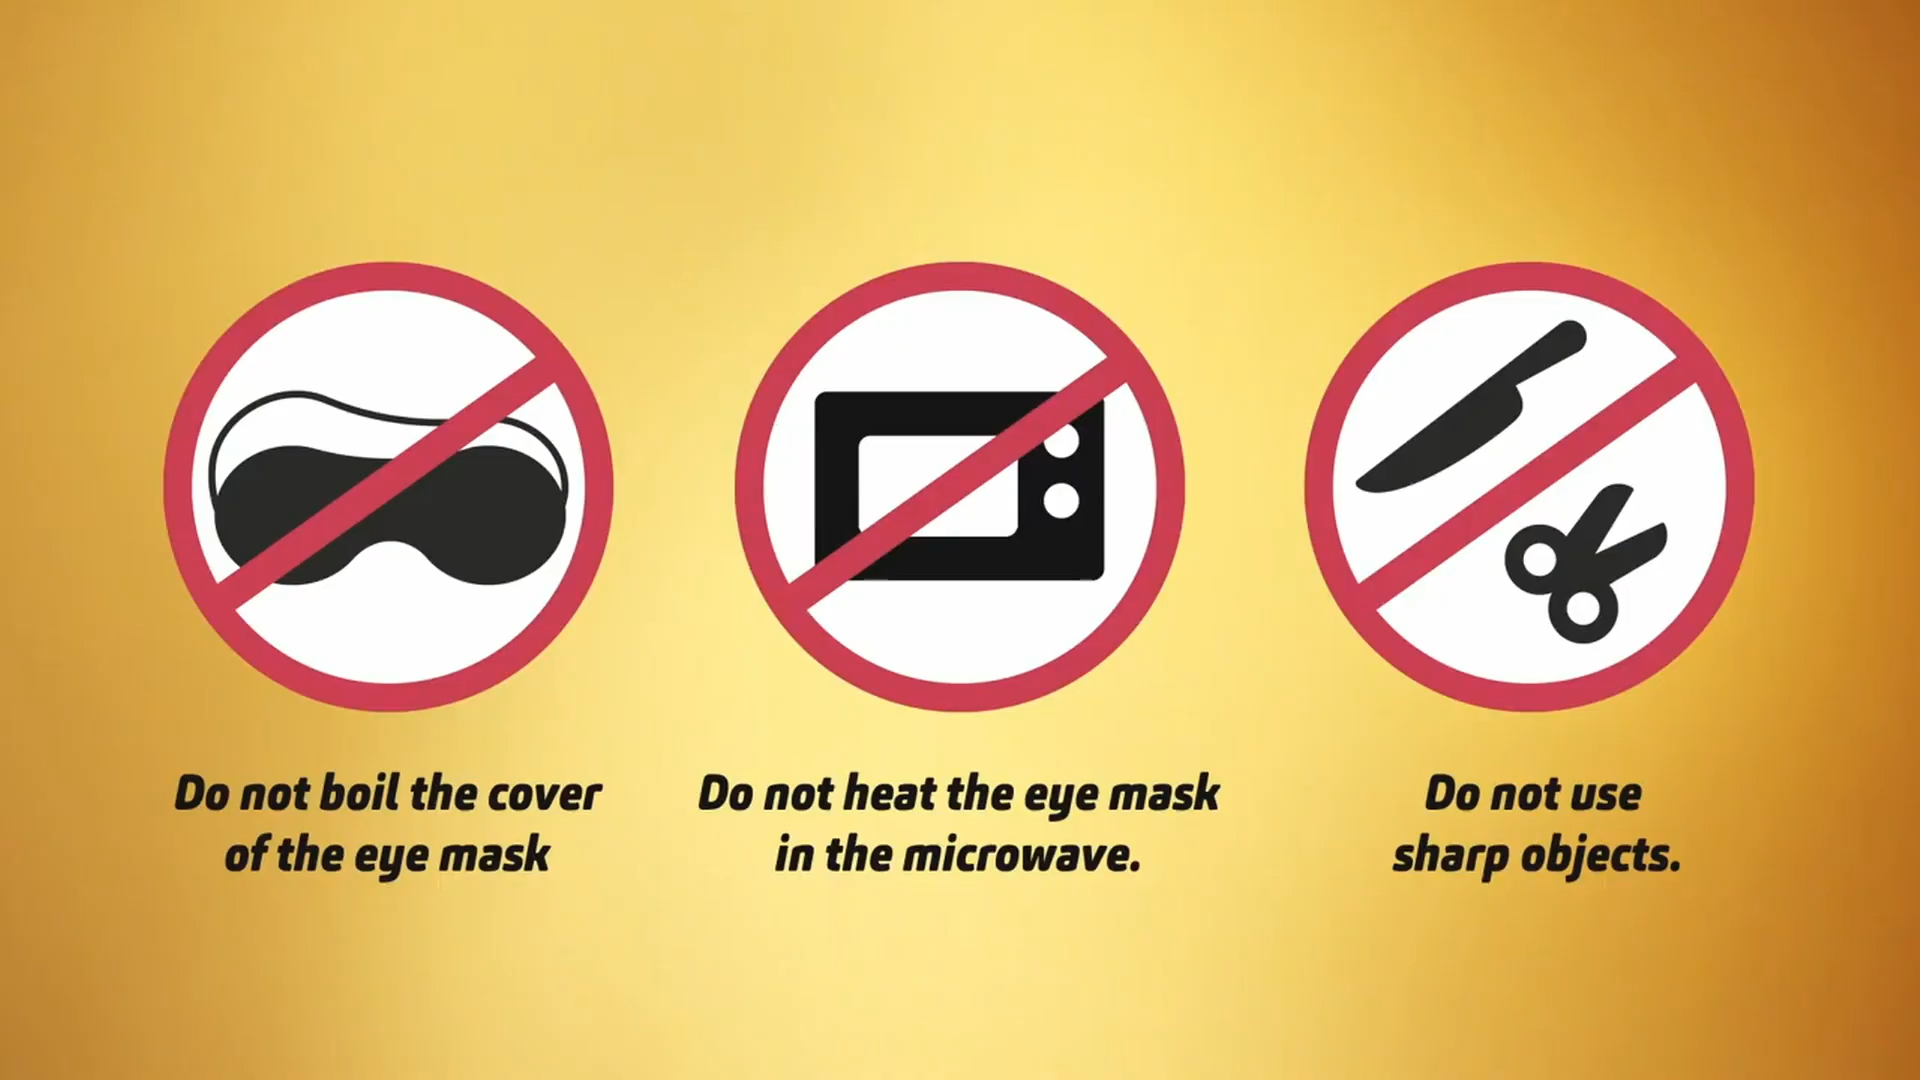 Do not boil the cover
of the eye mask
Do not heat the eye mask
in the microwave.
Do not use
sharp objects.